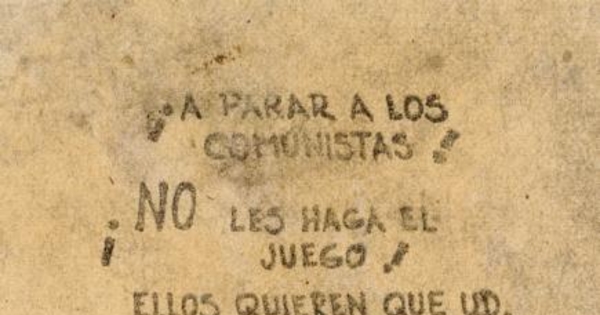 ¡A PARAR A LOS
COMUNISTAS!
¡NO LES HAGA EL
JUEGO!
ELLOS QUIEREN QUE UD.